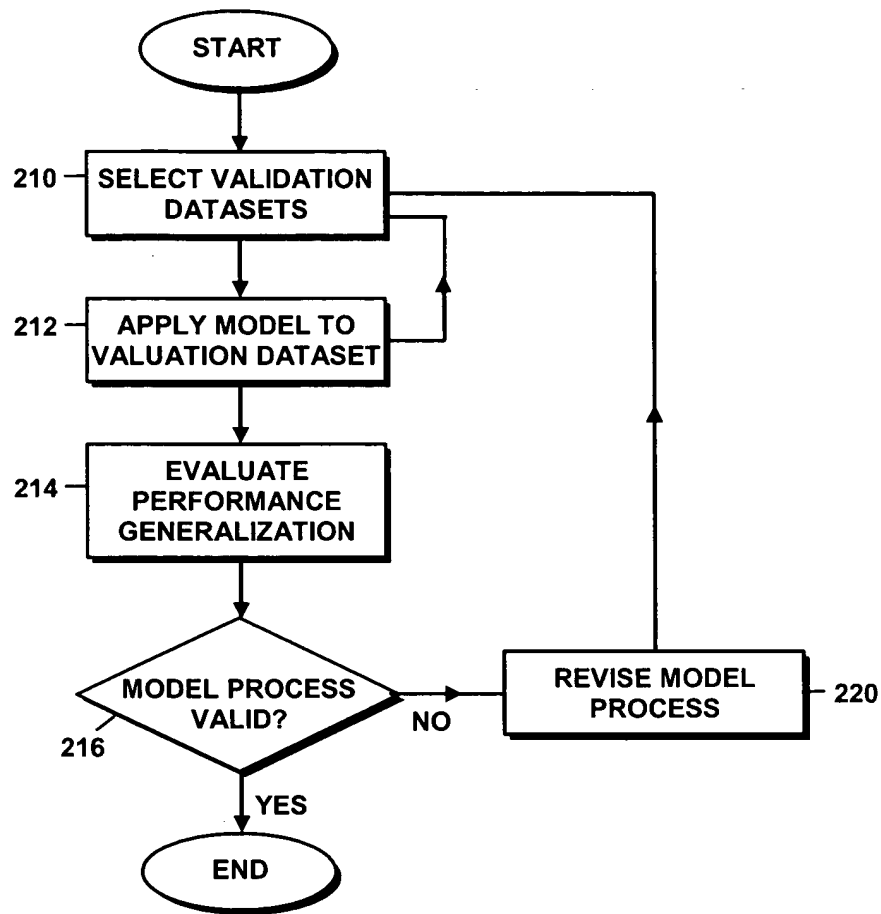 START
210
SELECT VALIDATION
DATASETS
212
APPLY MODEL TO
VALUATION DATASET
214
EVALUATE
PERFORMANCE
GENERALIZATION
MODEL PROCESS
VALID?
216
NO
REVISE MODEL
PROCESS
220
YES
END